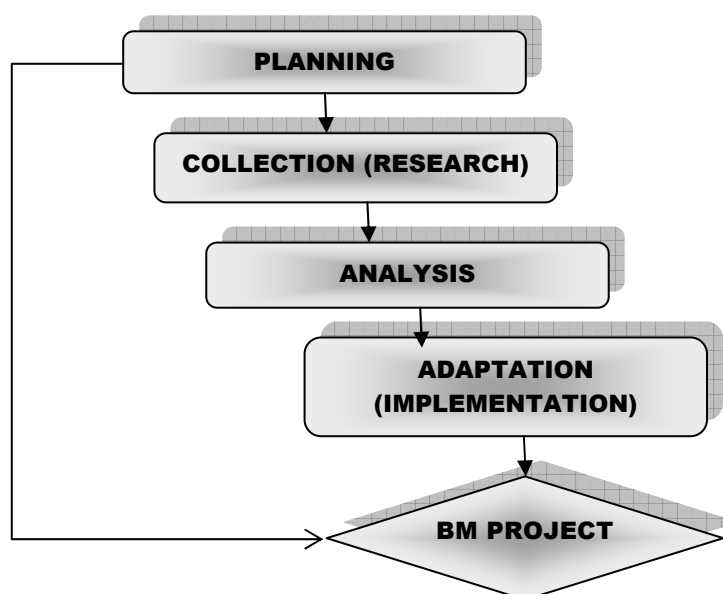 PLANNING
COLLECTION (RESEARCH)
ANALYSIS
ADAPTATION
(IMPLEMENTATION)
BM PROJECT